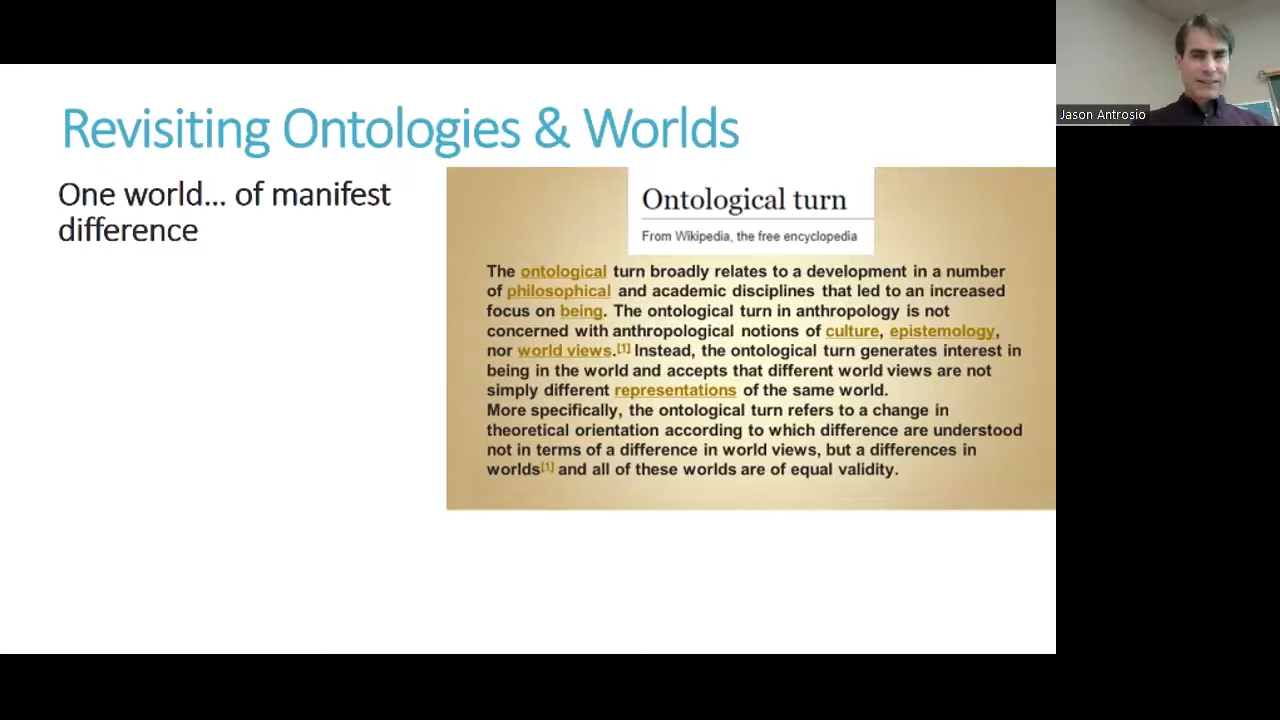 Revisiting Ontologies & Worlds
One world... of manifest
difference
Ontological turn
From Wikipedia, the free encyclopedia
The ontological turn broadly relates to a development in a number
of philosophical and academic disciplines that led to an increased
focus on being. The ontological turn in anthropology is not
concerned with anthropological notions of culture, epistemology,
nor world views.[1] Instead, the ontological turn generates interest in
being in the world and accepts that different world views are not
simply different representations of the same world.
More specifically, the ontological turn refers to a change in
theoretical orientation according to which difference are understood
not in terms of a difference in world views, but a differences in
worlds[1] and all of these worlds are of equal validity.
Jason Antrosio